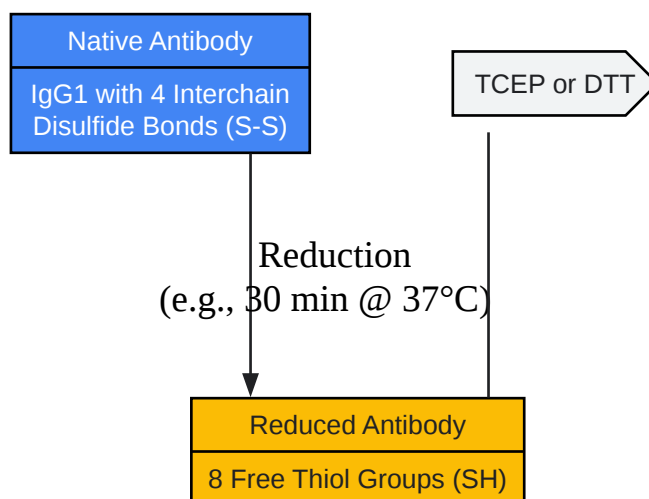 Native Antibody
IgG1 with 4 Interchain
Disulfide Bonds (S-S)
TCEP or DTT
Reduction
(e.g., 30 min @ 37°C)
Reduced Antibody
8 Free Thiol Groups (SH)